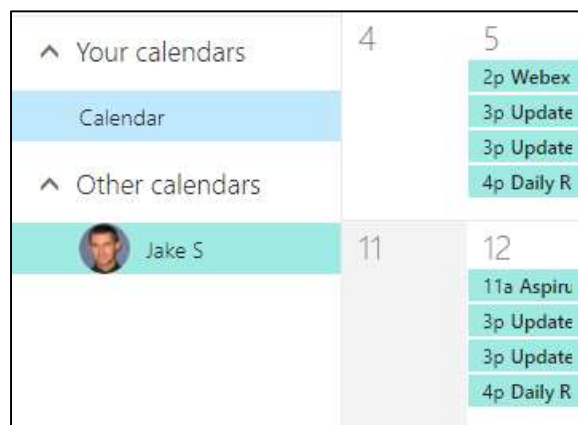 Your calendars
Calendar
Other calendars
Jake S
4
5
2p Webex
3p Update
3p Update
4p Daily R
11
12
11a Aspiru
3p Update
3p Update
4p Daily R